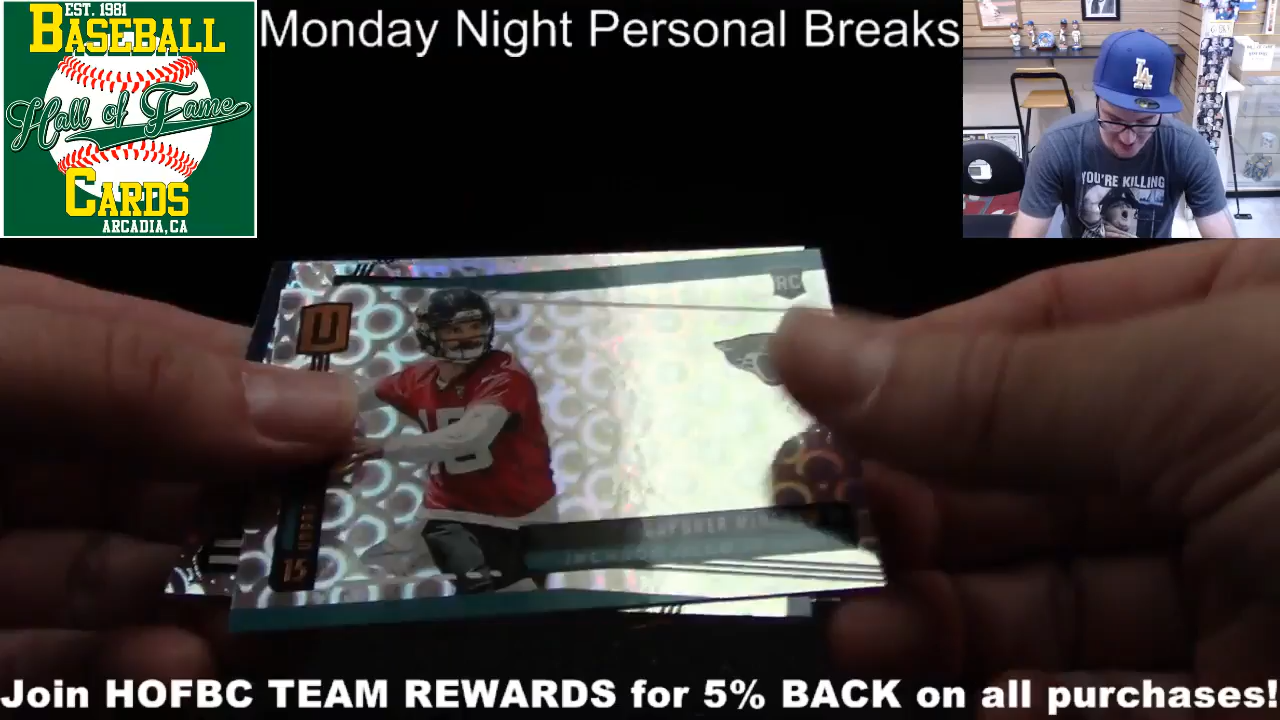 EST. 1981
BASEBALL
Hall of Fame
CARDS
ARCADIA, CA
Monday Night Personal Breaks
LA
YOU'RE KILLING
RC
U
15
Join HOFBC TEAM REWARDS for 5% BACK on all purchases!